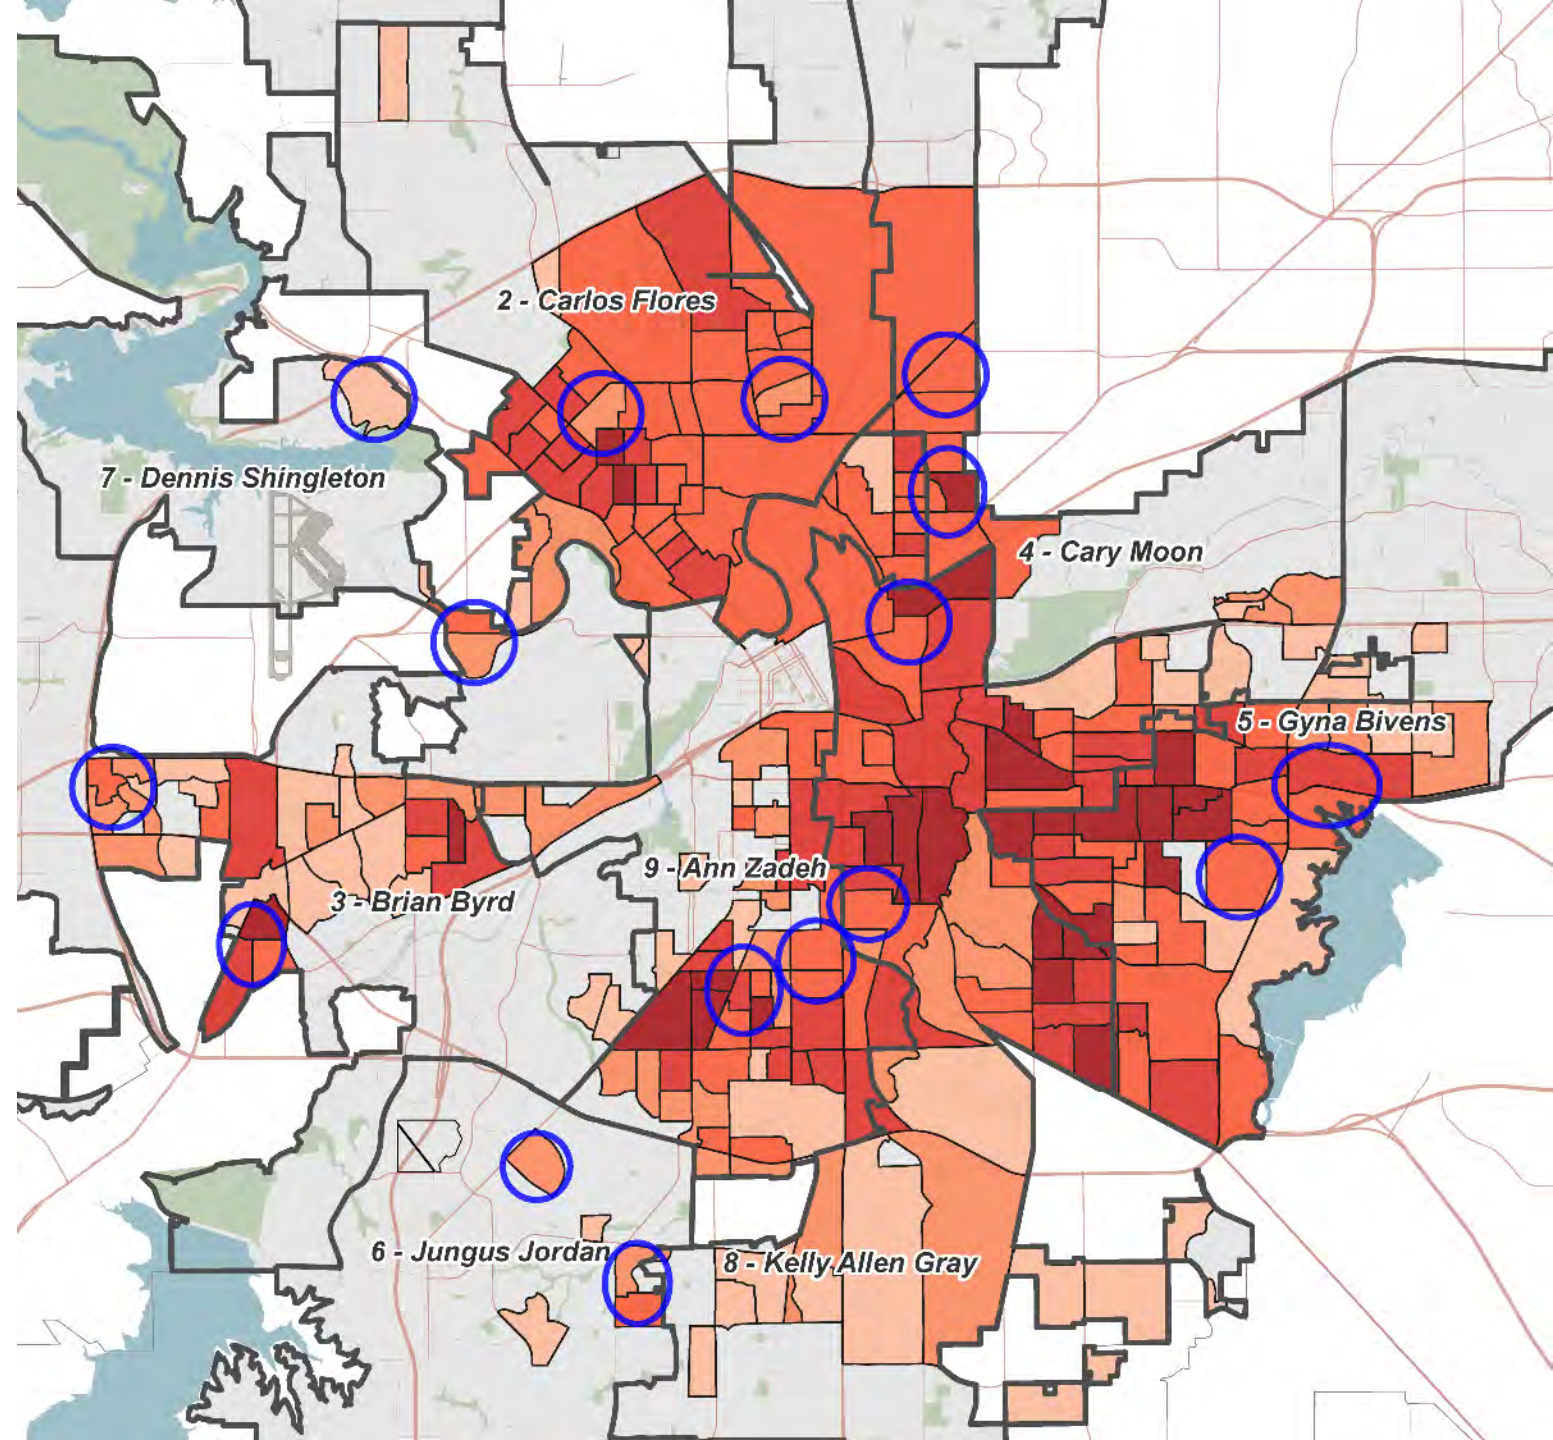 2 - Carlos Flores
7 - Dennis Shingleton
4 - Cary Moon
5 - Gyna Bivens
9 - Ann Zadeh
3 - Brian Byrd
6 - Jungus Jordan
8 - Kelly Allen Gray